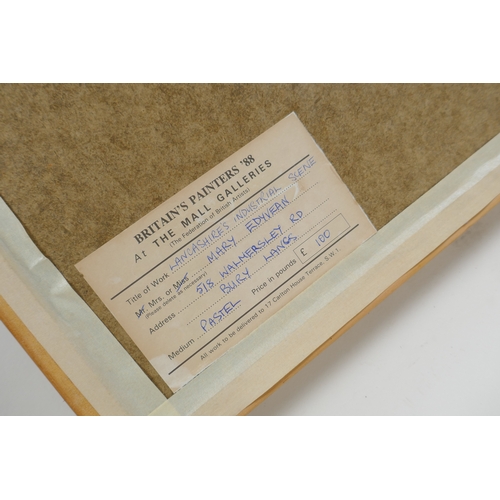 BRITAIN'S PAINTERS '88
At THE MALL GALLERIES
(The Federation of British Artists)
Title of Work LANCASHIRES INDUSTRIAL SCENE
Mr. Mrs. or Miss MARY EDYVEAN
(Please delete as necessary)
Address 518 WALMERSLEY RD
BURY LANCS
Medium PASTEL Price in pounds £ 100
All work to be delivered to 17 Carlton House Terrace, S.W.1.